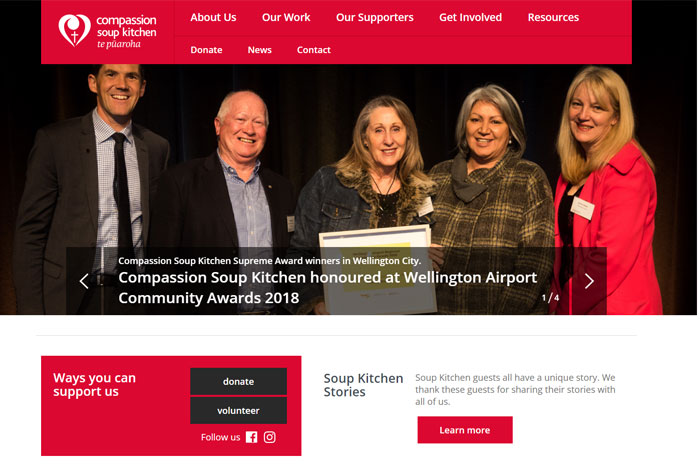 compassion
soup kitchen
te pūaroha
About Us Our Work Our Supporters Get Involved Resources
Donate News Contact
Compassion Soup Kitchen Supreme Award winners in Wellington City.
Compassion Soup Kitchen honoured at Wellington Airport
Community Awards 2018
1 / 4
Ways you can
support us
donate
volunteer
Follow us
Soup Kitchen
Stories
Soup Kitchen guests all have a unique story. We
thank these guests for sharing their stories with
all of us.
Learn more